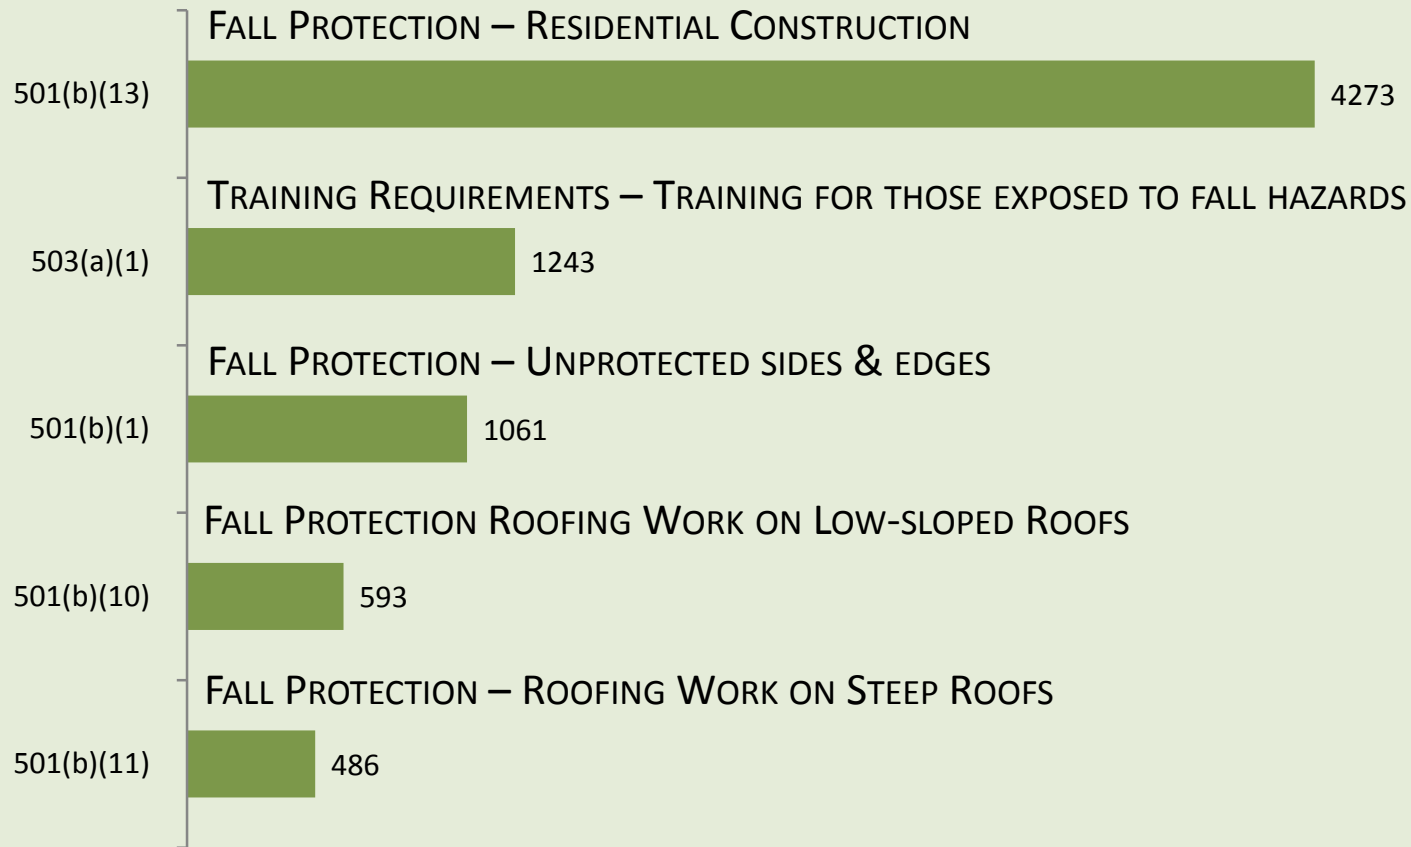 Fall Protection – Residential Construction
501(b)(13)
4273
Training Requirements – Training for those exposed to fall hazards
503(a)(1)
1243
Fall Protection – Unprotected sides & edges
501(b)(1)
1061
Fall Protection Roofing Work on Low-sloped Roofs
501(b)(10)
593
Fall Protection – Roofing Work on Steep Roofs
501(b)(11)
486